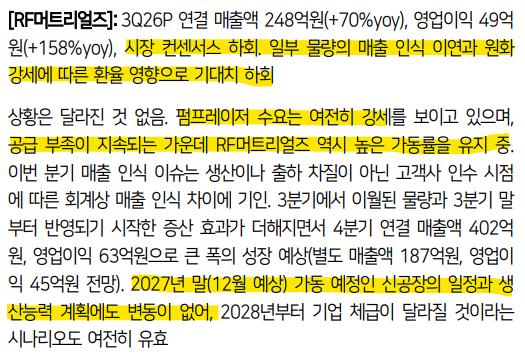 [RF머트리얼즈]: 3Q26P 연결 매출액 248억원(+70%yoy), 영업이익 49억
원(+158%yoy), 시장 컨센서스 하회. 일부 물량의 매출 인식 이연과 원화
강세에 따른 환율 영향으로 기대치 하회
상황은 달라진 것 없음. 펌프레이저 수요는 여전히 강세를 보이고 있으며,
공급 부족이 지속되는 가운데 RF머트리얼즈 역시 높은 가동률을 유지 중.
이번 분기 매출 인식 이슈는 생산이나 출하 차질이 아닌 고객사 인수 시점
에 따른 회계상 매출 인식 차이에 기인. 3분기에서 이월된 물량과 3분기 말
부터 반영되기 시작한 증산 효과가 더해지면서 4분기 연결 매출액 402억
원, 영업이익 63억원으로 큰 폭의 성장 예상(별도 매출액 187억원, 영업이
익 45억원 전망). 2027년 말(12월 예상) 가동 예정인 신공장의 일정과 생
산능력 계획에도 변동이 없어, 2028년부터 기업 체급이 달라질 것이라는
시나리오도 여전히 유효